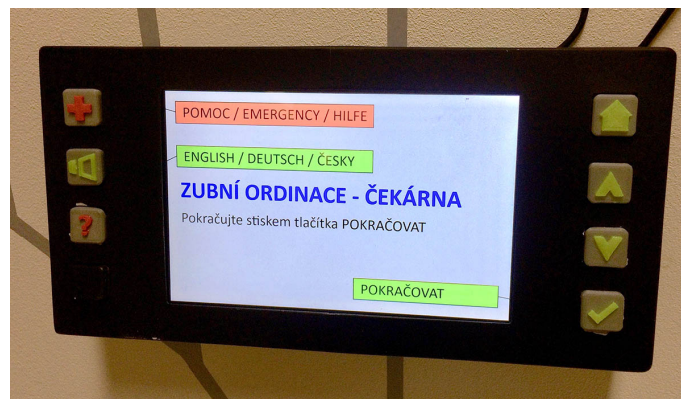 POMOC / EMERGENCY / HILFE
ENGLISH / DEUTSCH / ČESKY
ZUBNÍ ORDINACE - ČEKÁRNA
Pokračujte stiskem tlačítka POKRAČOVAT
POKRAČOVAT
?